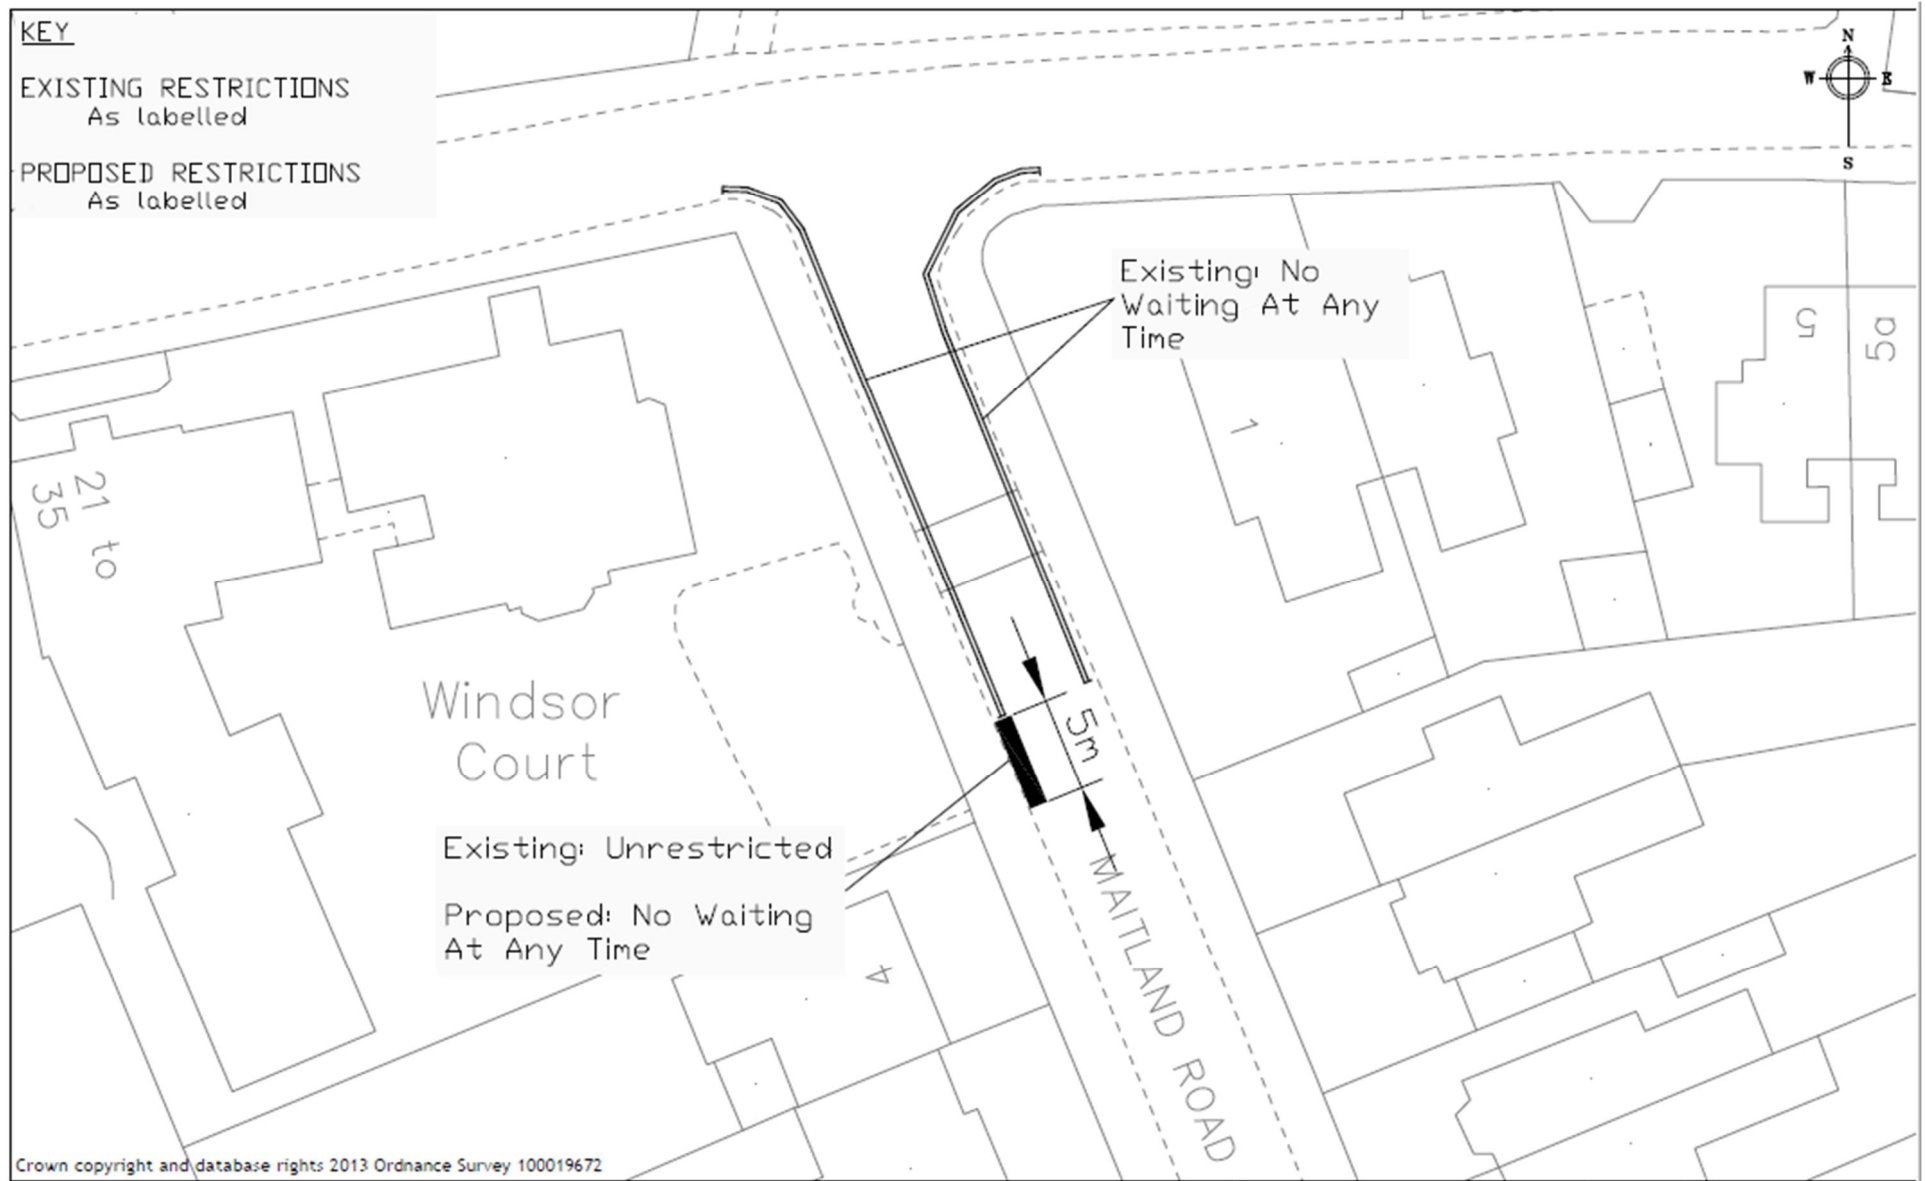 KEY
EXISTING RESTRICTIONS
As labelled
PROPOSED RESTRICTIONS
As labelled
N
W E
S
Existing: No
Waiting At Any
Time
5
5a
1
21 to
35
Windsor
Court
5m
Existing: Unrestricted
Proposed: No Waiting
At Any Time
4
MAITLAND ROAD
Crown copyright and database rights 2013 Ordnance Survey 100019672